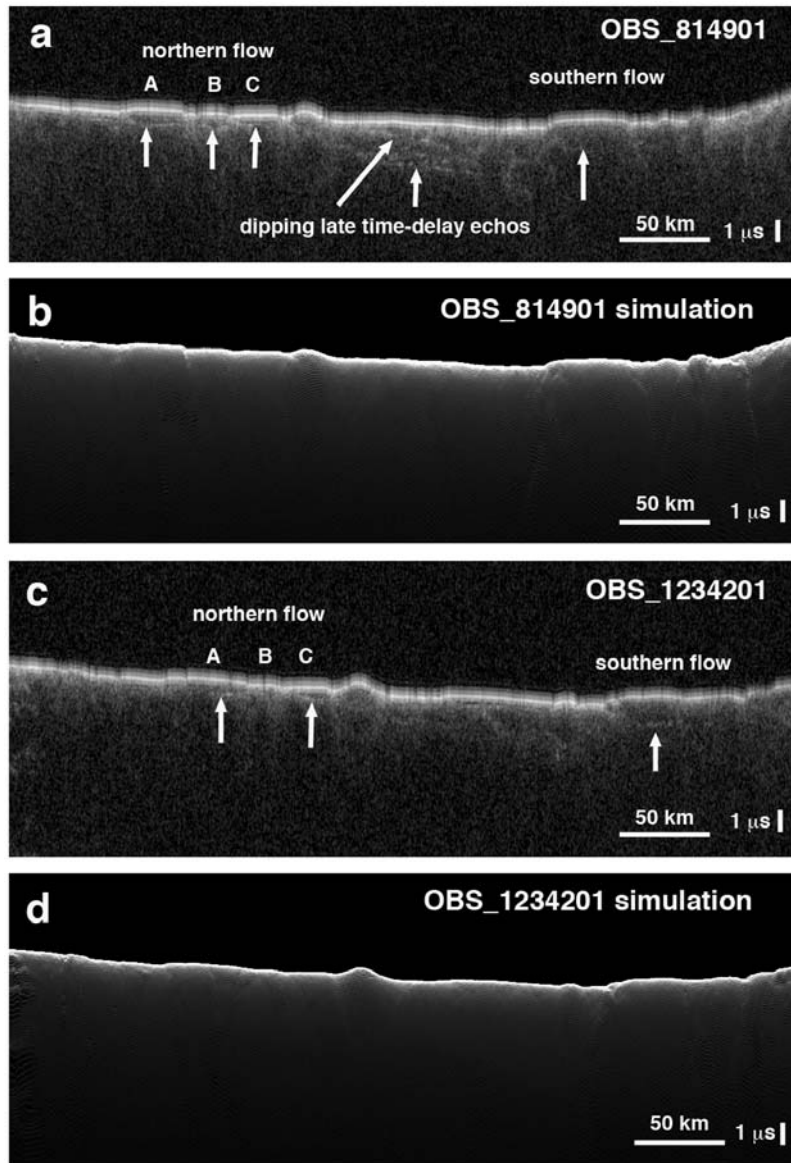 a
OBS_814901
northern flow
A B C
southern flow
dipping late time-delay echos
50 km
1 μs
b
OBS_814901 simulation
50 km
1 μs
c
OBS_1234201
northern flow
A B C
southern flow
50 km
1 μs
d
OBS_1234201 simulation
50 km
1 μs